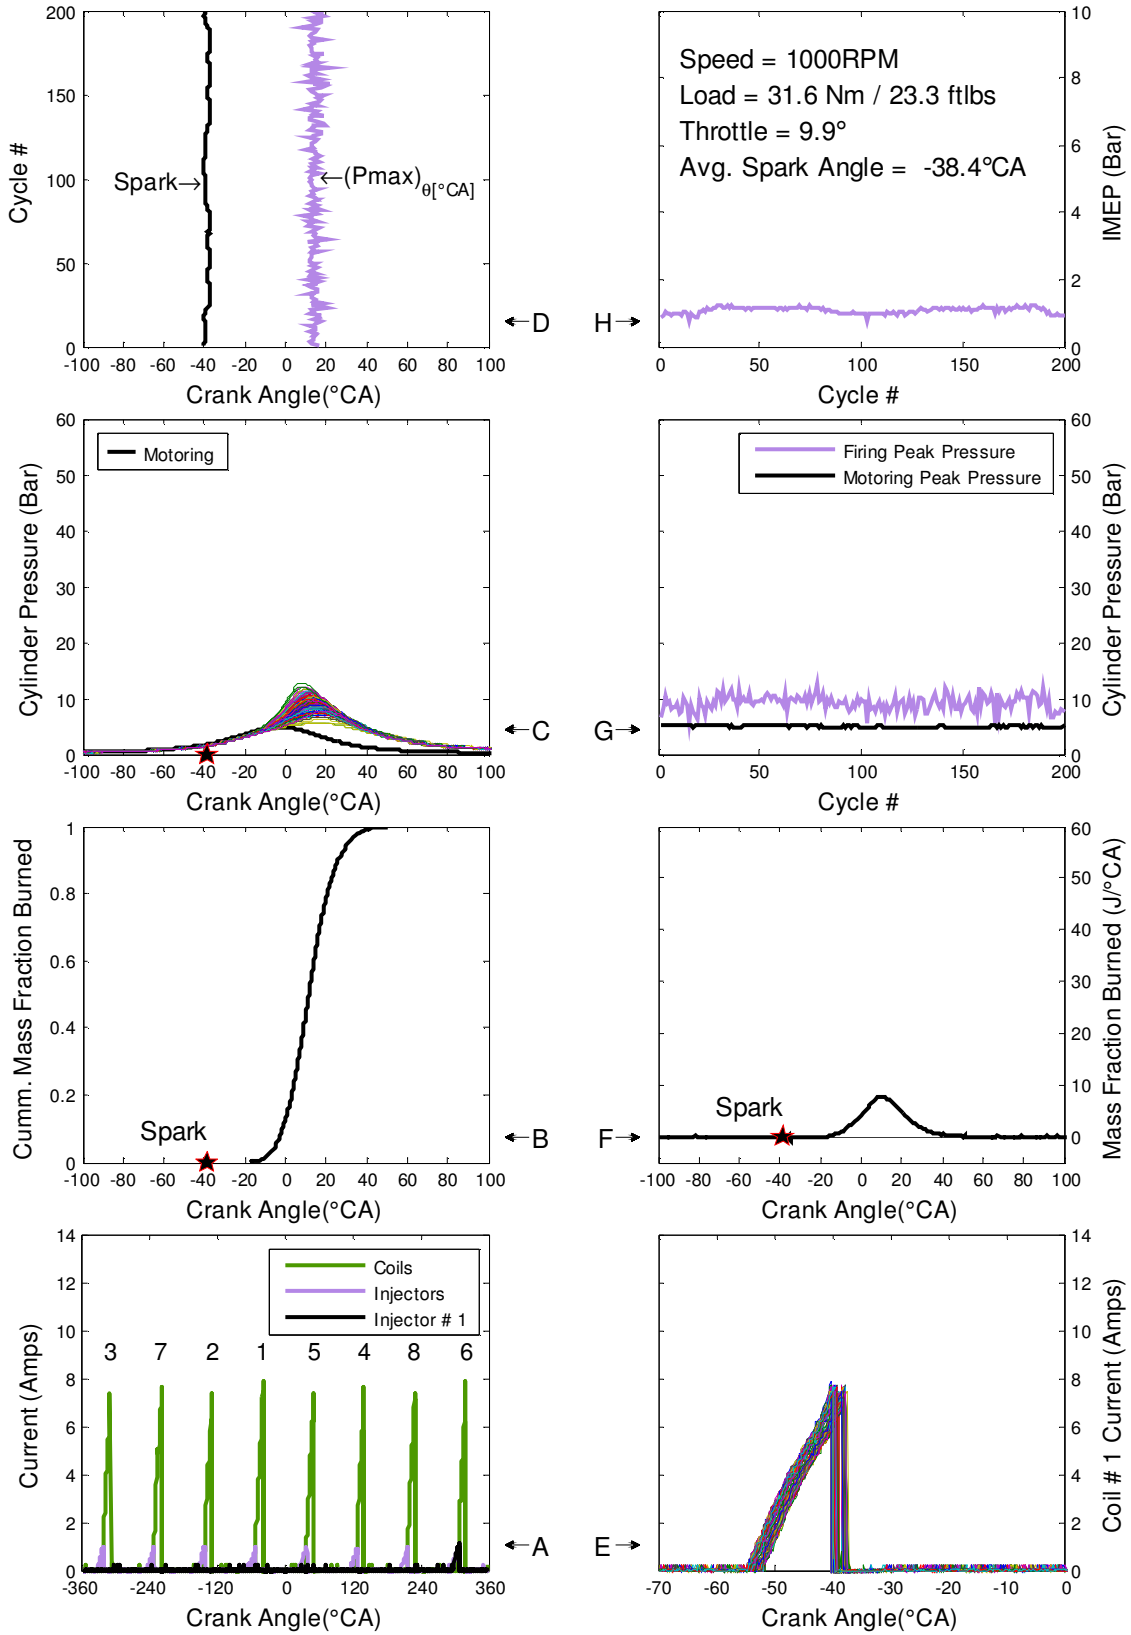 200
150
100
50
0
Cycle #
Spark→
←(Pmax)θ[°CA]
-100 -80 -60 -40 -20 0 20 40 60 80 100
Crank Angle(°CA)
←D
H→
Speed = 1000RPM
Load = 31.6 Nm / 23.3 ftlbs
Throttle = 9.9°
Avg. Spark Angle = -38.4°CA
10
8
6
4
2
0
IMEP (Bar)
0 50 100 150 200
Cycle #
60
50
40
30
20
10
0
Cylinder Pressure (Bar)
Motoring
-100 -80 -60 -40 -20 0 20 40 60 80 100
Crank Angle(°CA)
←C
G→
Firing Peak Pressure
Motoring Peak Pressure
60
50
40
30
20
10
0
Cylinder Pressure (Bar)
0 50 100 150 200
Cycle #
1
0.8
0.6
0.4
0.2
0
Cumm. Mass Fraction Burned
Spark
-100 -80 -60 -40 -20 0 20 40 60 80 100
Crank Angle(°CA)
←B
F→
Spark
60
50
40
30
20
10
0
Mass Fraction Burned (J/°CA)
-100 -80 -60 -40 -20 0 20 40 60 80 100
Crank Angle(°CA)
14
12
10
8
6
4
2
0
Current (Amps)
Coils
Injectors
Injector # 1
3 7 2 1 5 4 8 6
-360 -240 -120 0 120 240 360
Crank Angle(°CA)
←A
E→
14
12
10
8
6
4
2
0
Coil # 1 Current (Amps)
-70 -60 -50 -40 -30 -20 -10 0
Crank Angle(°CA)